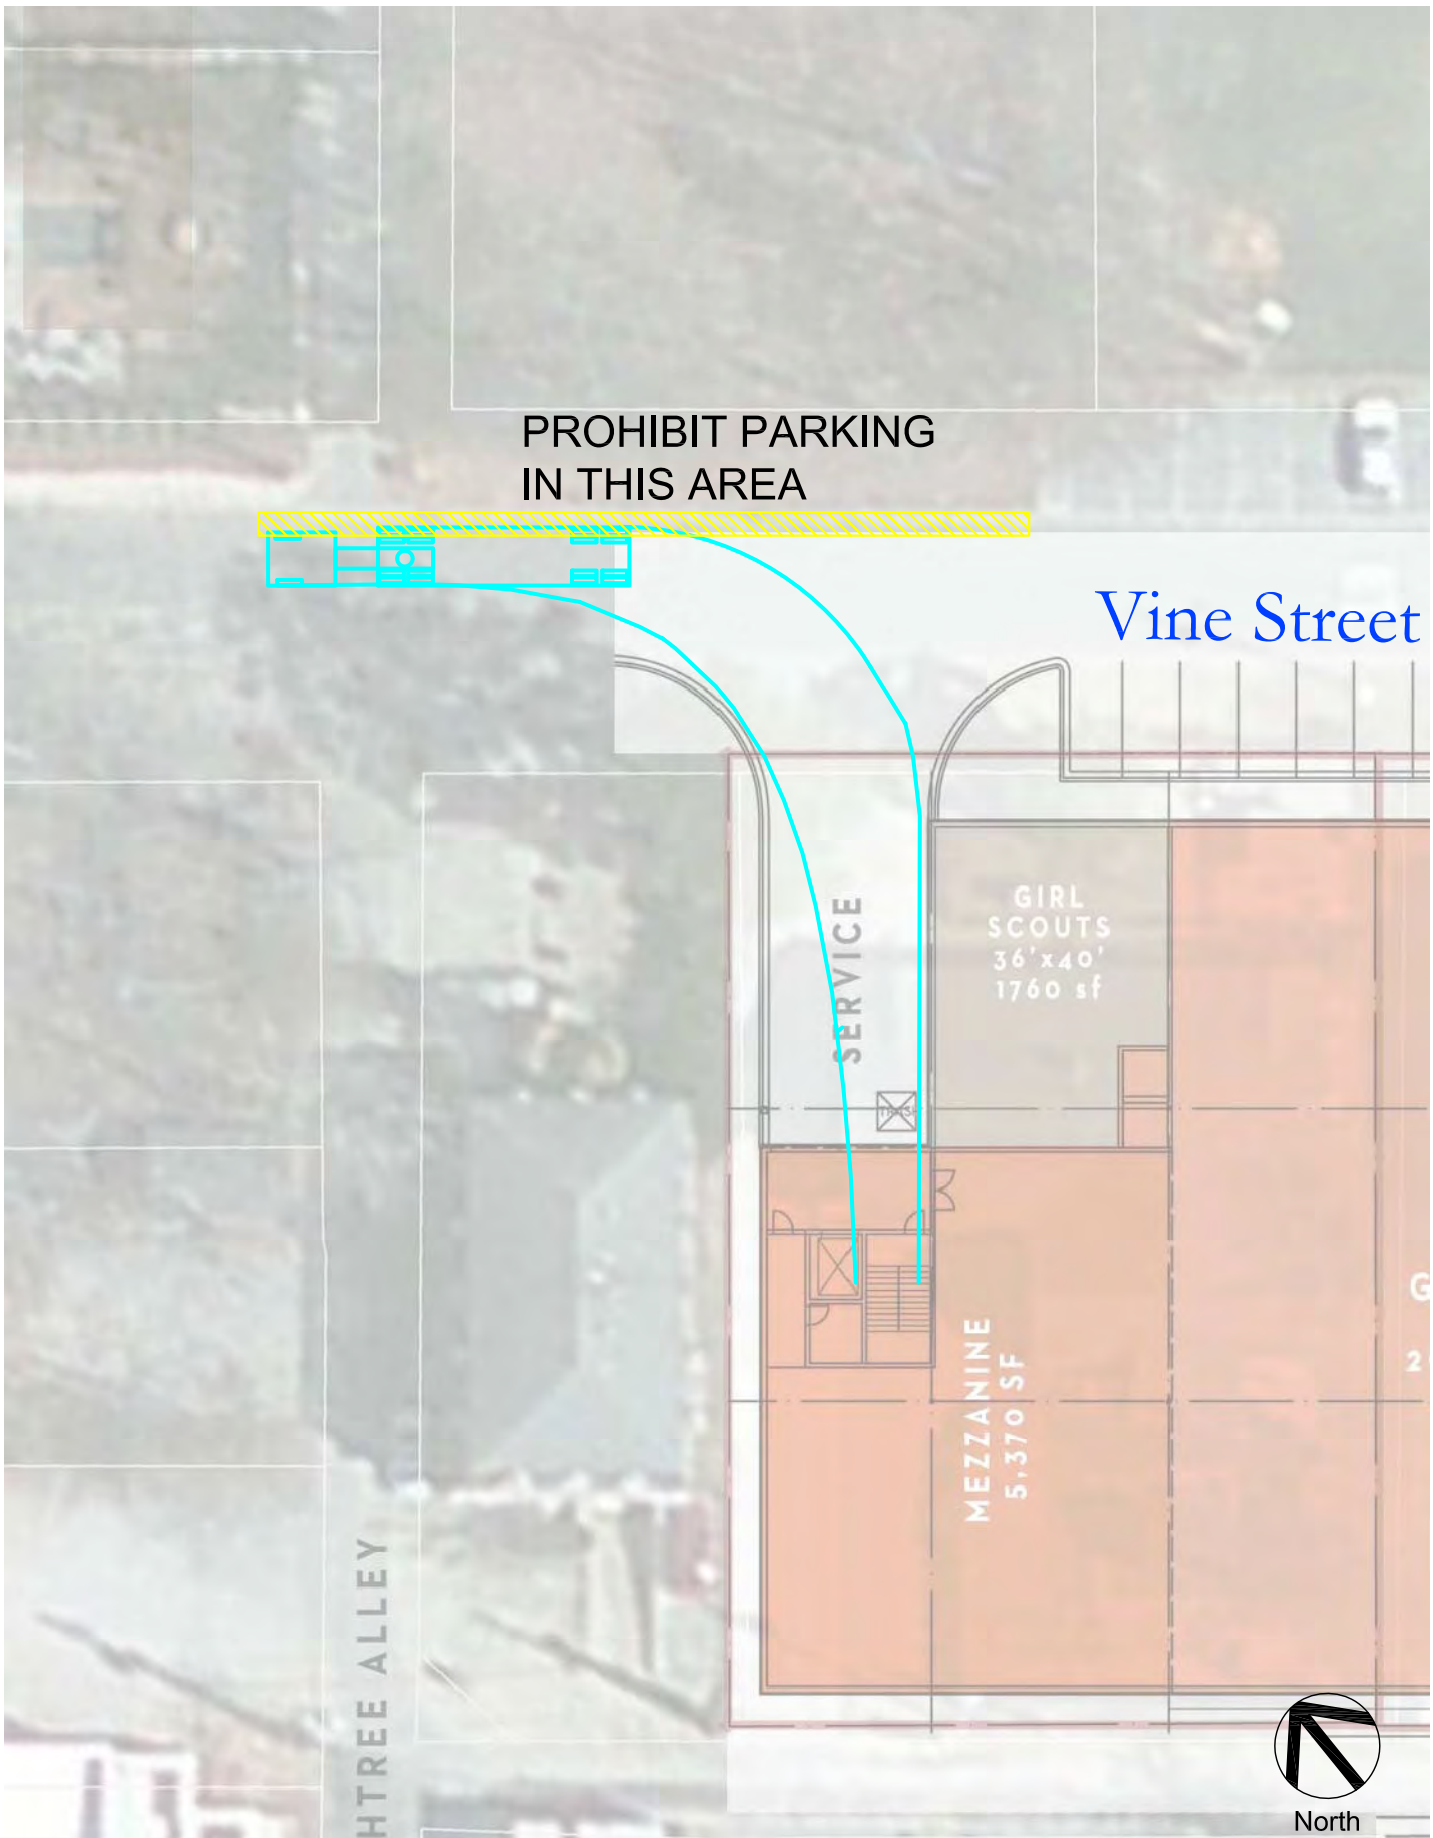 PROHIBIT PARKING
IN THIS AREA
Vine Street
GIRL
SCOUTS
36'x40'
1760 sf
SERVICE
MEZZANINE
5,370 SF
G
HTREE ALLEY
North